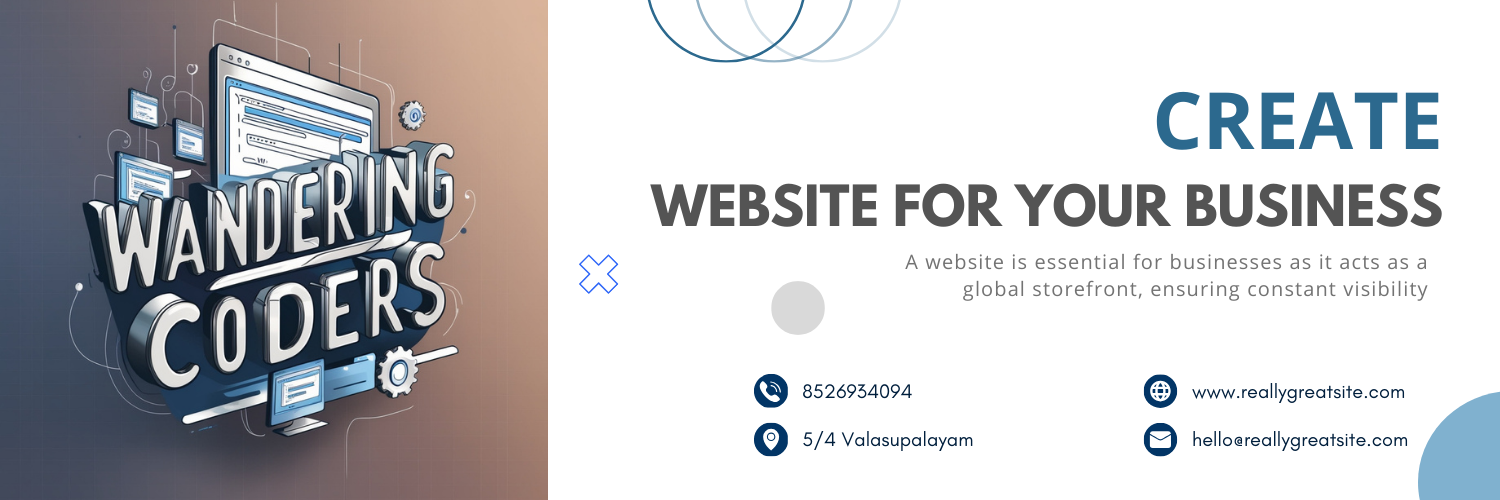 WANDERING
CODERS
CREATE
WEBSITE FOR YOUR BUSINESS
A website is essential for businesses as it acts as a
global storefront, ensuring constant visibility
8526934094
www.reallygreatsite.com
5/4 Valasupalayam
hello@reallygreatsite.com